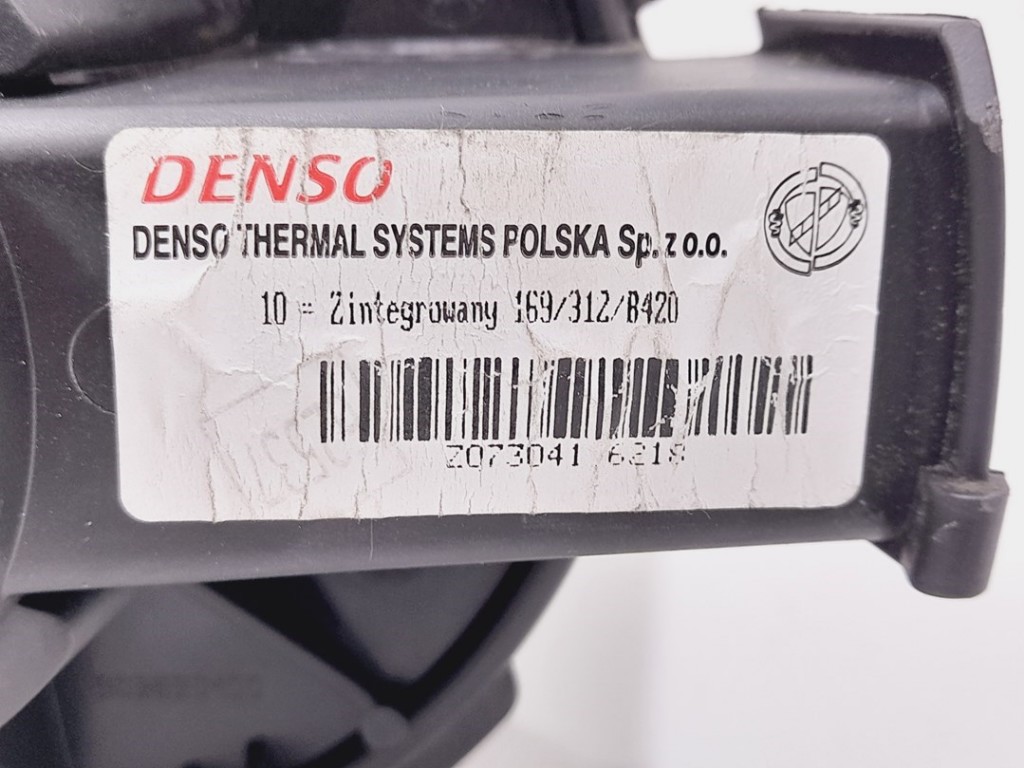 DENSO
DENSO THERMAL SYSTEMS POLSKA Sp. z o.o.
10 = Zintegrowany 169/312/B420
Z073041 6218